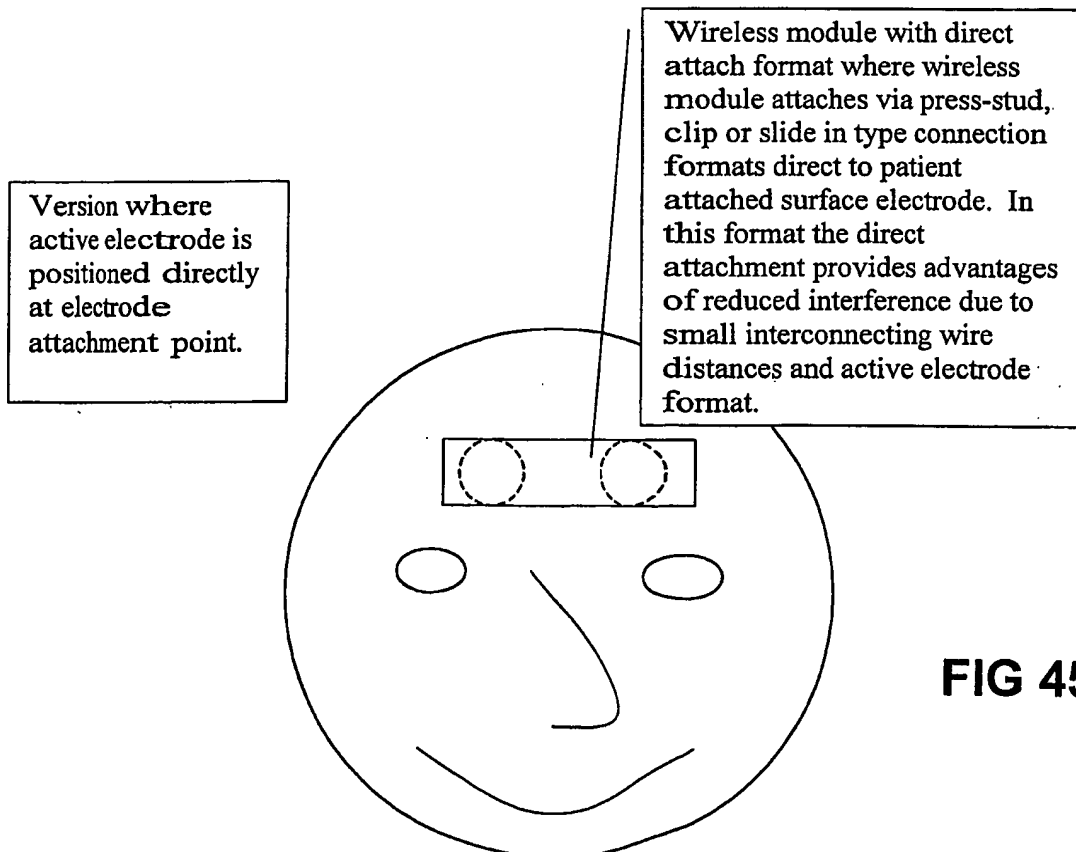 Version where
active electrode is
positioned directly
at electrode
attachment point.
Wireless module with direct
attach format where wireless
module attaches via press-stud,
clip or slide in type connection
formats direct to patient
attached surface electrode. In
this format the direct
attachment provides advantages
of reduced interference due to
small interconnecting wire
distances and active electrode
format.
FIG 45